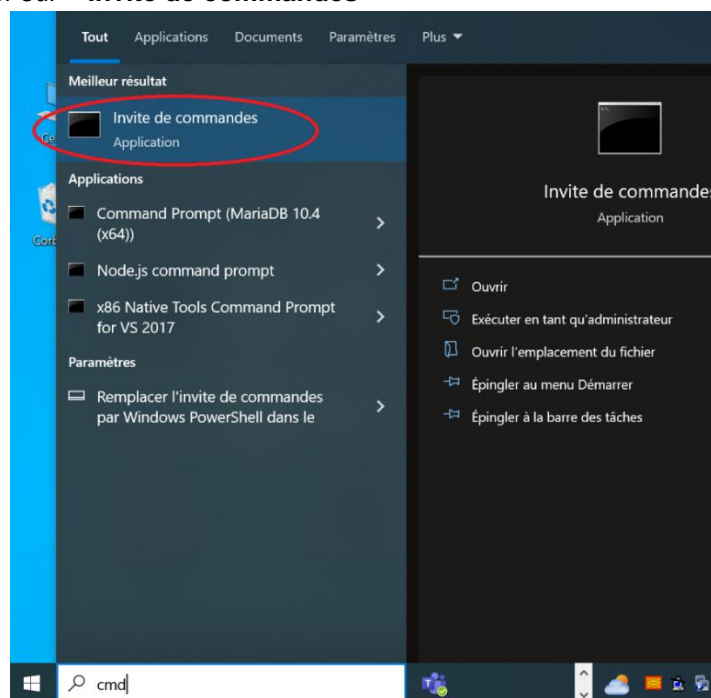 Invite de commandes
Tout Applications Documents Paramètres Plus
Meilleur résultat
Invite de commandes
Application
Applications
Command Prompt (MariaDB 10.4
(x64))
Node.js command prompt
x86 Native Tools Command Prompt
for VS 2017
Paramètres
Remplacer l'invite de commandes
par Windows PowerShell dans le
Invite de commandes
Application
Ouvrir
Exécuter en tant qu'administrateur
Ouvrir l'emplacement du fichier
Épingler au menu Démarrer
Épingler à la barre des tâches
cmd